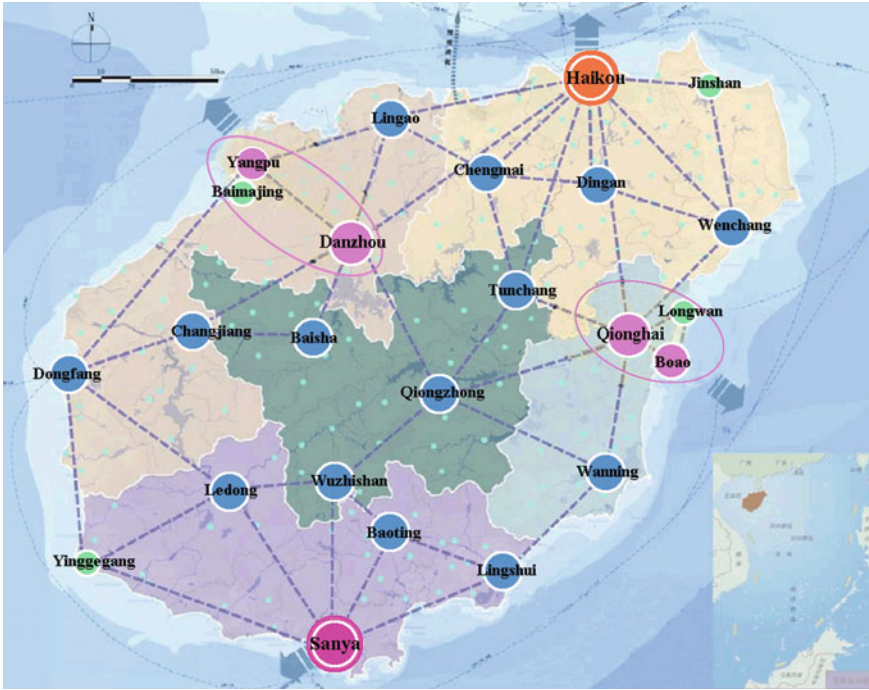 N
Haikou
Jinshan
Lingao
Yangpu
Chengmai
Baimajing
Dingan
Wenchang
Danzhou
Tunchang
Longwan
Changjiang
Baisha
Qionghai
Boao
Dongfang
Qiongzhong
Wanning
Ledong
Wuzhishan
Baoting
Yinggegang
Lingshui
Sanya